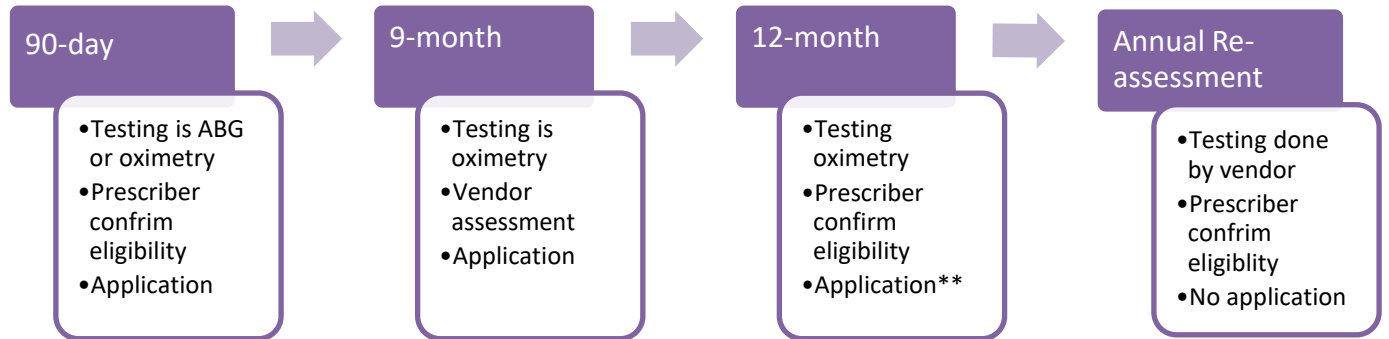 90-day
•Testing is ABG
or oximetry
•Prescriber
confrim
eligibility
•Application
9-month
•Testing is
oximetry
•Vendor
assessment
•Application
12-month
•Testing
oximetry
•Prescriber
confirm
eligibility
•Application**
Annual Re-
assessment
•Testing done
by vendor
•Prescriber
confrim
eligiblity
•No application